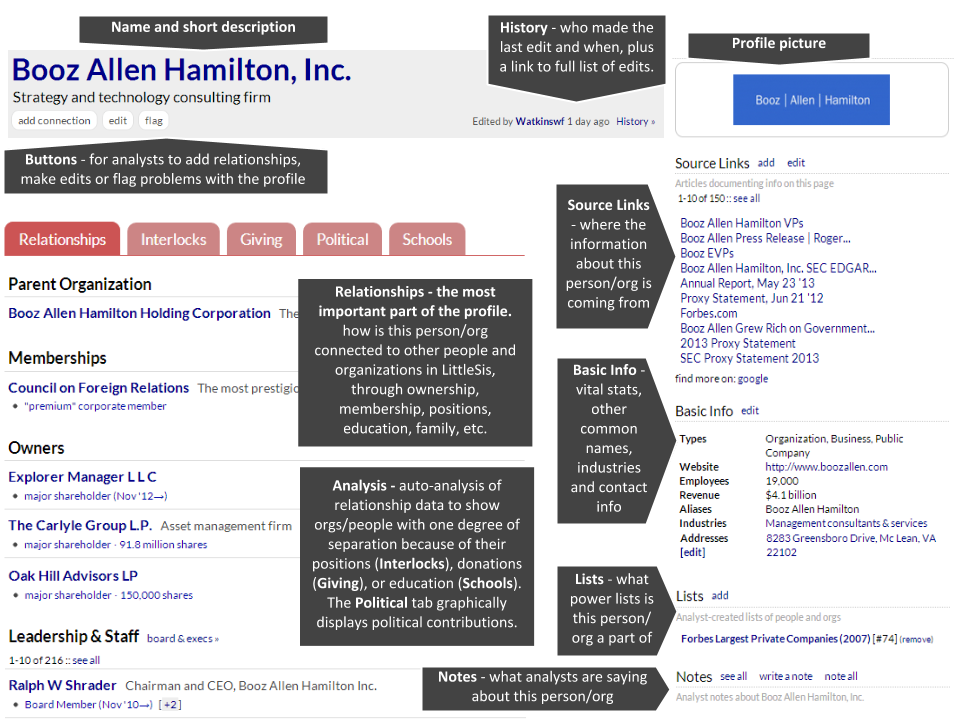 Name and short description
History - who made the
last edit and when, plus
a link to full list of edits.
Profile picture
Booz Allen Hamilton, Inc.
Strategy and technology consulting firm
add connection edit flag
Edited by Watkinswf 1 day ago History »
Booz | Allen | Hamilton
Buttons - for analysts to add relationships,
make edits or flag problems with the profile
Relationships Interlocks Giving Political Schools
Parent Organization
Booz Allen Hamilton Holding Corporation The
Memberships
Council on Foreign Relations The most prestigio
• "premium" corporate member
Owners
Explorer Manager L L C
• major shareholder (Nov '12→)
The Carlyle Group L.P. Asset management firm
• major shareholder · 91.8 million shares
Oak Hill Advisors LP
• major shareholder · 150,000 shares
Leadership & Staff board & execs »
1-10 of 216 :: see all
Ralph W Shrader Chairman and CEO, Booz Allen Hamilton Inc.
• Board Member (Nov '10→) [ +2 ]
Relationships - the most
important part of the profile.
how is this person/org
connected to other people and
organizations in LittleSis,
through ownership,
membership, positions,
education, family, etc.
Analysis - auto-analysis of
relationship data to show
orgs/people with one degree of
separation because of their
positions (Interlocks), donations
(Giving), or education (Schools).
The Political tab graphically
displays political contributions.
Source Links
- where the
information
about this
person/org is
coming from
Basic Info -
vital stats,
other
common
names,
industries
and contact
info
Lists - what
power lists is
this person/
org a part of
Notes - what analysts are saying
about this person/org
Source Links add edit
Articles documenting info on this page
1-10 of 150 :: see all
Booz Allen Hamilton VPs
Booz Allen Press Release | Roger...
Booz EVPs
Booz Allen Hamilton, Inc. SEC EDGAR...
Annual Report, May 23 '13
Proxy Statement, Jun 21 '12
Forbes.com
Booz Allen Grew Rich on Government...
2013 Proxy Statement
SEC Proxy Statement 2013
find more on: google
Basic Info edit
Types Organization, Business, Public
Company
Website http://www.boozallen.com
Employees 19,000
Revenue $4.1 billion
Aliases Booz Allen Hamilton
Industries Management consultants & services
Addresses 8283 Greensboro Drive, Mc Lean, VA
[edit] 22102
Lists add
Analyst-created lists of people and orgs
Forbes Largest Private Companies (2007) [#74] (remove)
Notes see all write a note note all
Analyst notes about Booz Allen Hamilton, Inc.